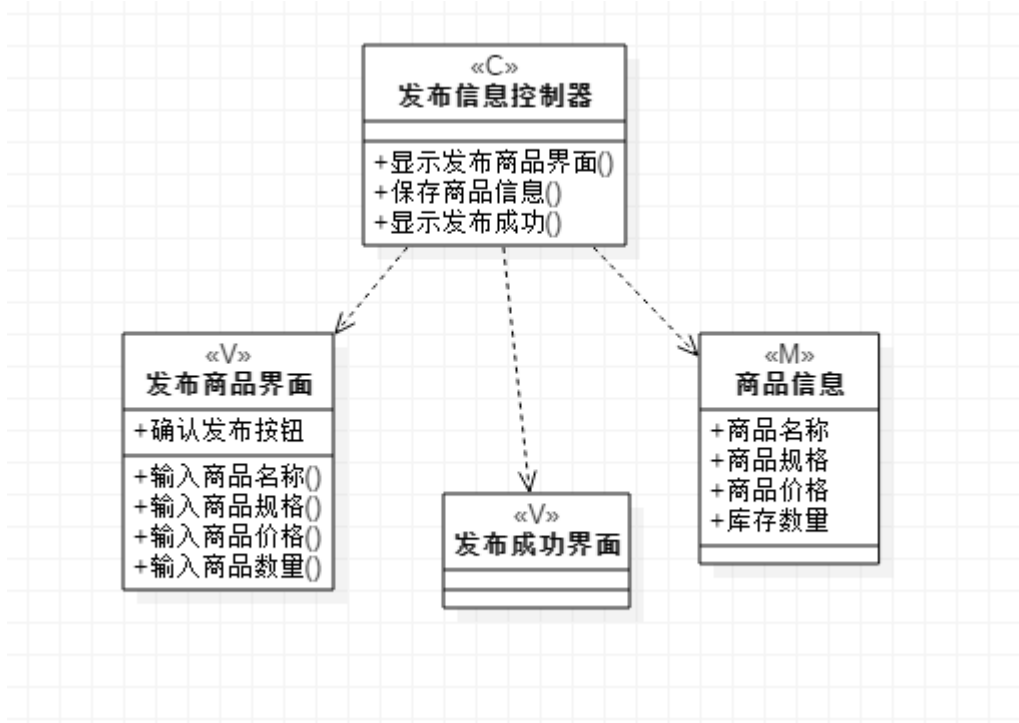 «C»
发布信息控制器
+显示发布商品界面()
+保存商品信息()
+显示发布成功()
«V»
发布商品界面
+确认发布按钮
+输入商品名称()
+输入商品规格()
+输入商品价格()
+输入商品数量()
«V»
发布成功界面
«M»
商品信息
+商品名称
+商品规格
+商品价格
+库存数量